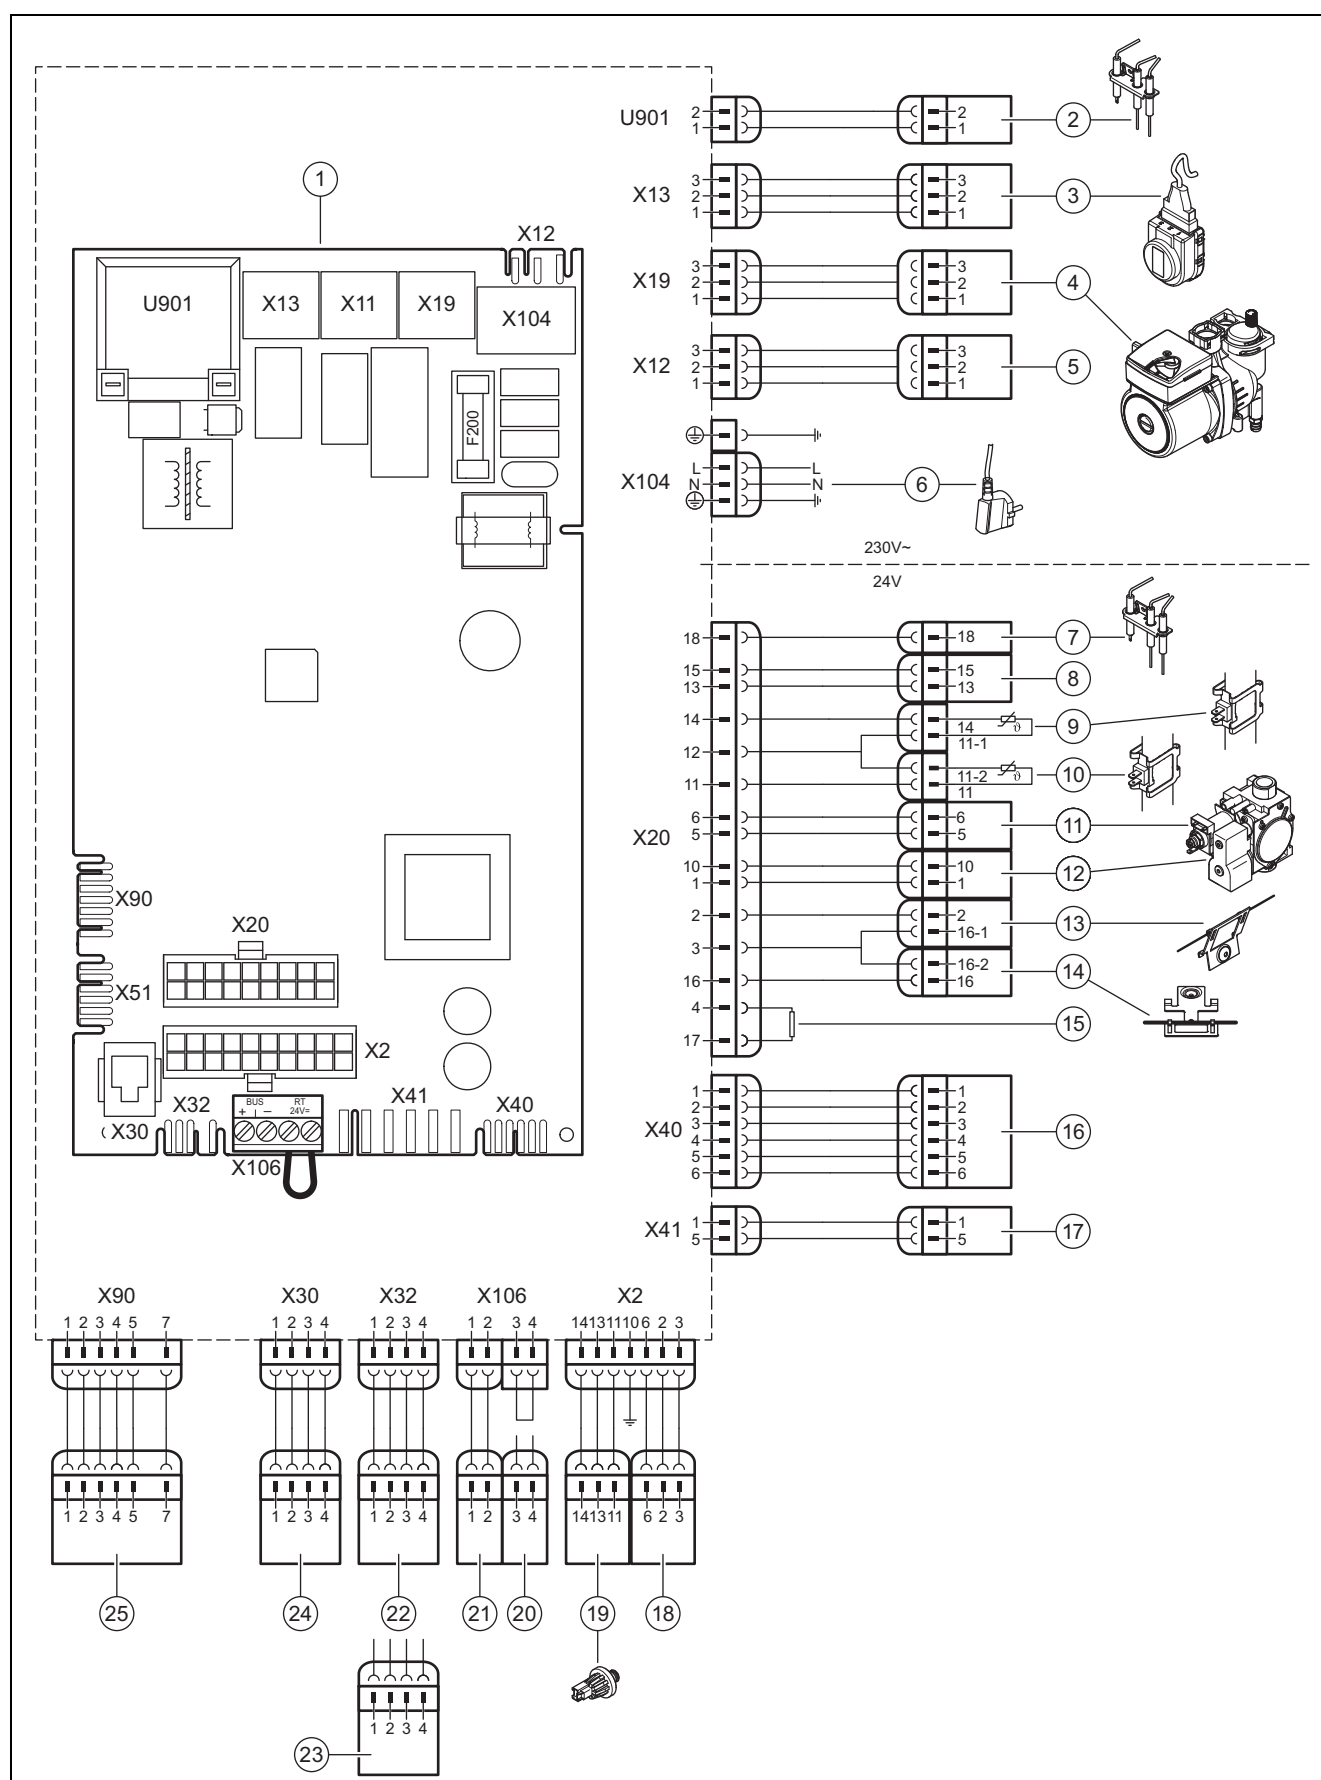 U901
2
1
2
1
2
1
X13
3
2
1
3
2
1
3
X12
U901
X13
X11
X19
X104
F200
X19
3
2
1
3
2
1
4
X12
3
2
1
3
2
1
5
X104
L
N
L
N
6
230V~
24V
X20
18
18
7
15
13
15
13
8
14
14
11-1
ϑ
9
12
11
11-2
11
ϑ
10
6
5
6
5
11
10
1
10
1
12
2
3
2
16-1
13
16
16-2
16
14
4
17
15
X90
X20
X51
X2
X32
X30
BUS
+ –
RT
24V=
X106
X41
X40
X40
1
2
3
4
5
6
1
2
3
4
5
6
16
X41
1
5
1
5
17
X90
1 2 3 4 5 7
1 2 3 4 5 7
25
X30
1 2 3 4
1 2 3 4
24
X32
1 2 3 4
1 2 3 4
22
1 2 3 4
23
X106
1 2 3 4
1 2
21
3 4
20
X2
14 13 11 10 6 2 3
14 13 11
19
6 2 3
18